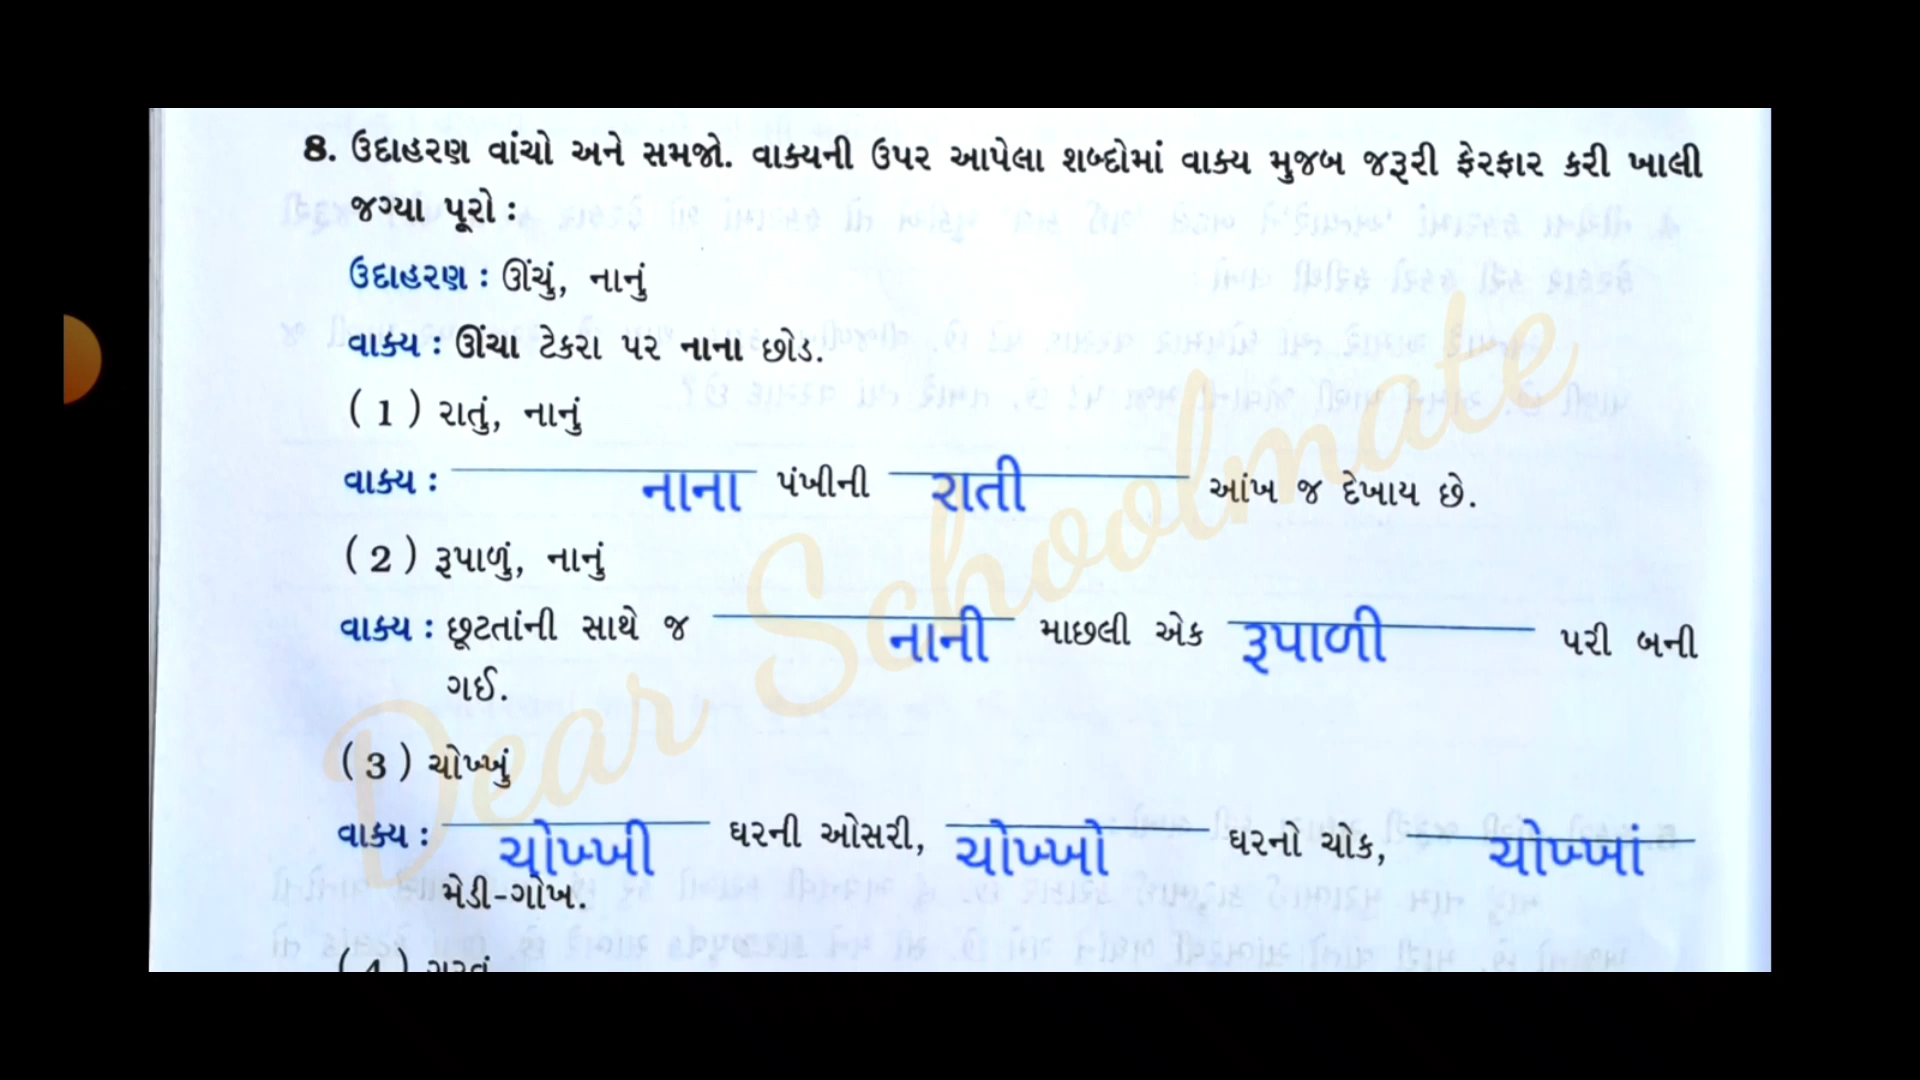 8. ઉદાહરણ વાંચો અને સમજો. વાક્યની ઉપર આપેલા શબ્દોમાં વાક્ય મુજબ જરૂરી ફેરફાર કરી ખાલી
જગ્યા પૂરો :
ઉદાહરણ : ઊંચું, નાનું
વાક્ય : ઊંચા ટેકરા પર નાના છોડ.
( 1 ) રાતું, નાનું
વાક્ય : નાના પંખીની રાતી આંખ જ દેખાય છે.
( 2 ) રૂપાળું, નાનું
વાક્ય : છૂટતાંની સાથે જ નાની માછલી એક રૂપાળી પરી બની
ગઈ.
( 3 ) ચોખ્ખું
વાક્ય : ચોખ્ખી ઘરની ઓસરી, ચોખ્ખો ઘરનો ચોક, ચોખ્ખાં
મેડી-ગોખ.
Dear Schoolmate